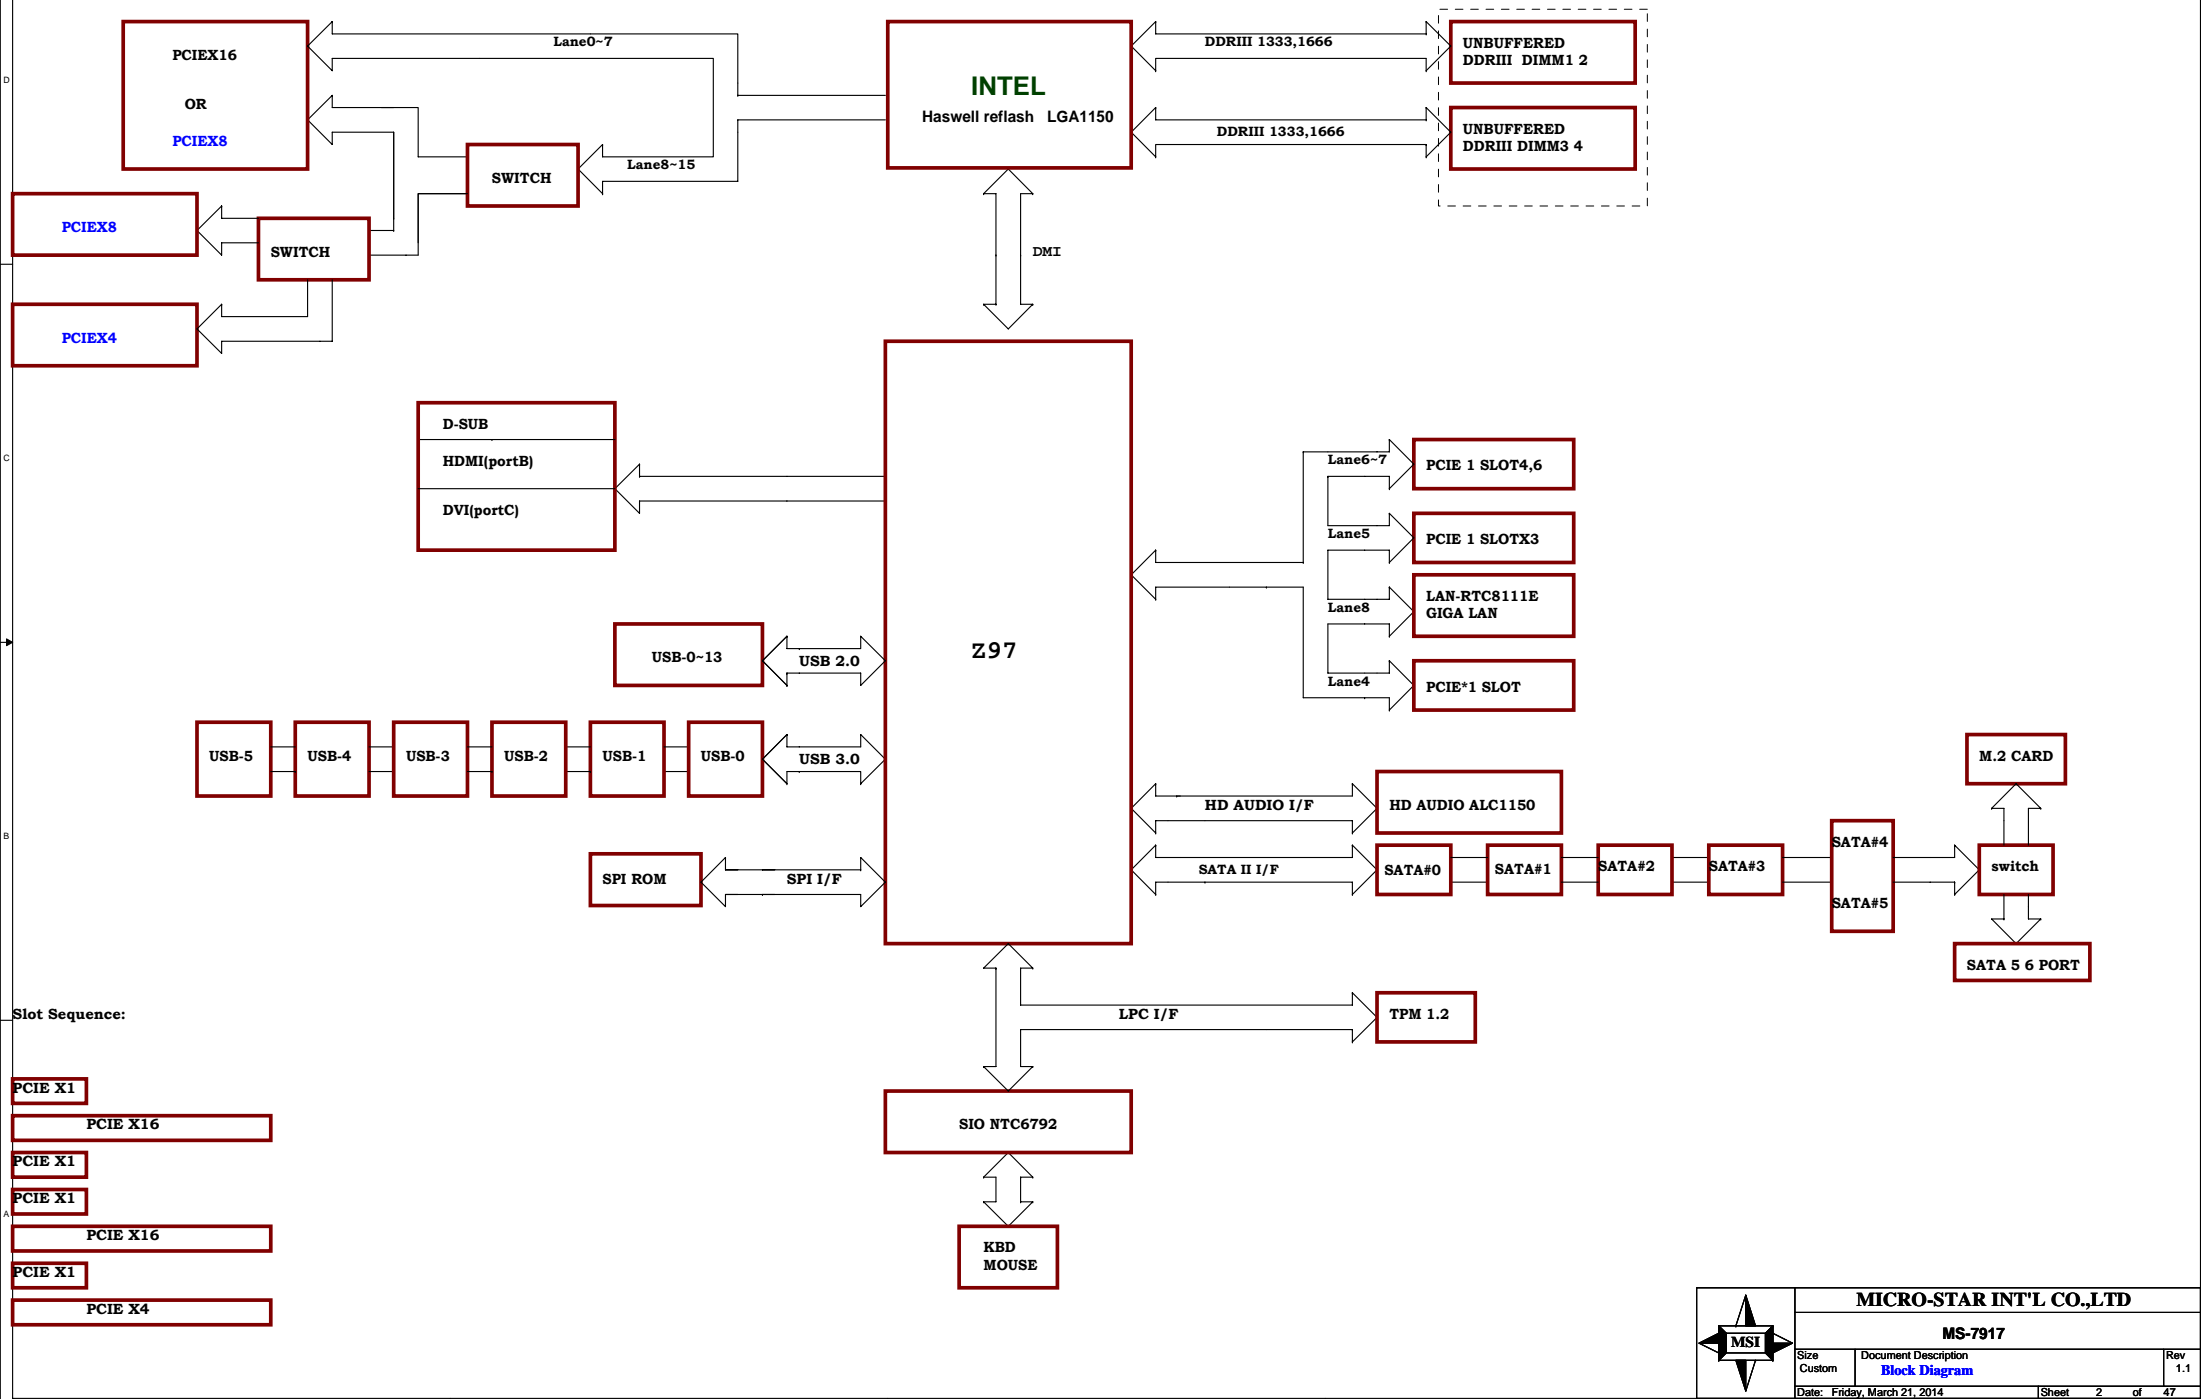 D
C
B
A
PCIEX16
OR
PCIEX8
Lane0~7
Lane8~15
SWITCH
PCIEX8
SWITCH
PCIEX4
INTEL
Haswell reflash LGA1150
DDRIII 1333,1666
DDRIII 1333,1666
UNBUFFERED
DDRIII DIMM1 2
UNBUFFERED
DDRIII DIMM3 4
DMI
D-SUB
HDMI(portB)
DVI(portC)
Z97
Lane6~7
PCIE 1 SLOT4,6
Lane5
PCIE 1 SLOTX3
Lane8
LAN-RTC8111E
GIGA LAN
Lane4
PCIE*1 SLOT
USB-0~13
USB 2.0
USB-5
USB-4
USB-3
USB-2
USB-1
USB-0
USB 3.0
SPI ROM
SPI I/F
HD AUDIO I/F
HD AUDIO ALC1150
SATA II I/F
SATA#0
SATA#1
SATA#2
SATA#3
SATA#4
SATA#5
switch
M.2 CARD
SATA 5 6 PORT
LPC I/F
TPM 1.2
SIO NTC6792
KBD
MOUSE
Slot Sequence:
PCIE X1
PCIE X16
PCIE X1
PCIE X1
PCIE X16
PCIE X1
PCIE X4
MSI
MICRO-STAR INT'L CO.,LTD
MS-7917
Size
Custom
Document Description
Block Diagram
Rev
1.1
Date: Friday, March 21, 2014
Sheet 2 of 47